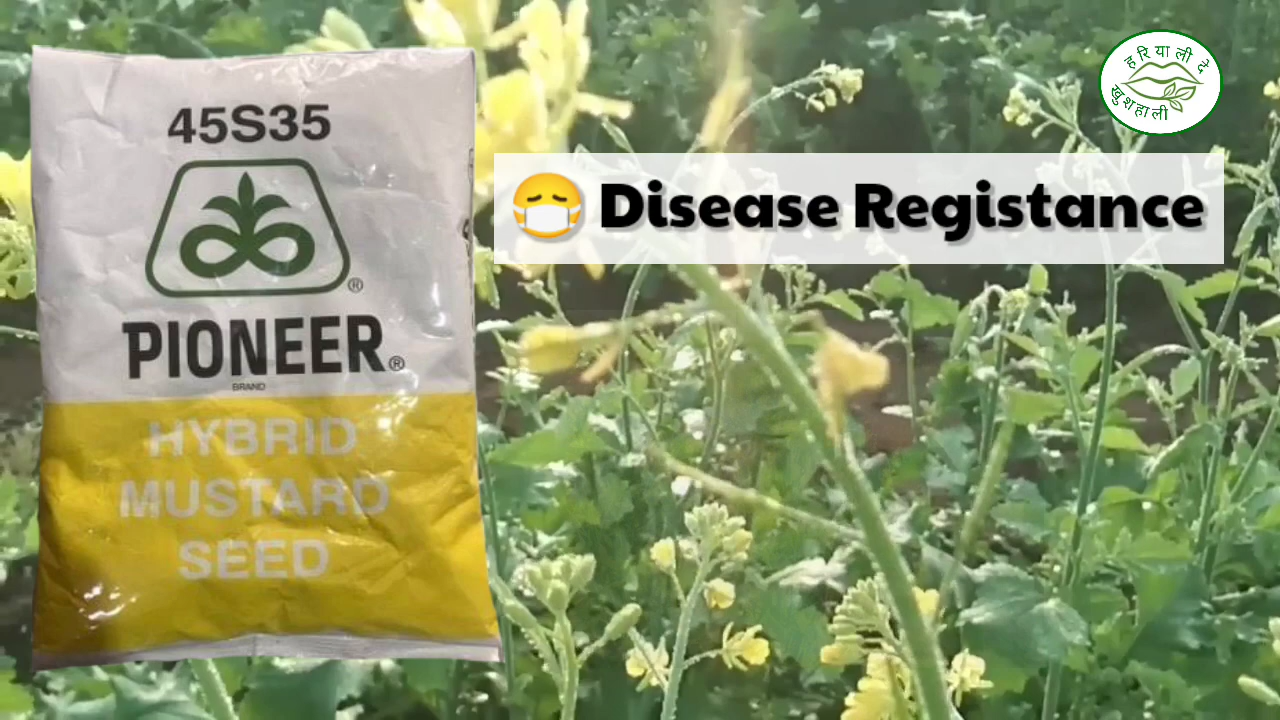 45S35
PIONEER®
BRAND
HYBRID
MUSTARD
SEED
😷 Disease Registance
हरियाली दे
खुशहाली